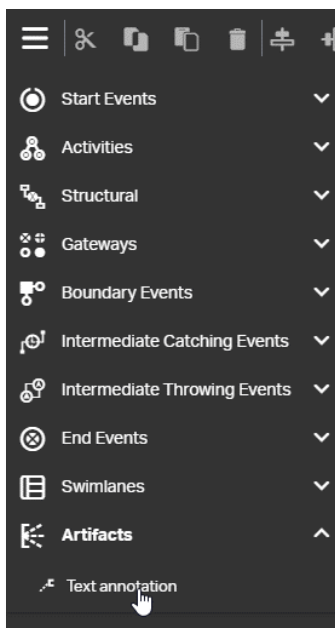 Start Events
Activities
Structural
Gateways
Boundary Events
Intermediate Catching Events
Intermediate Throwing Events
End Events
Swimlanes
Artifacts
Text annotation